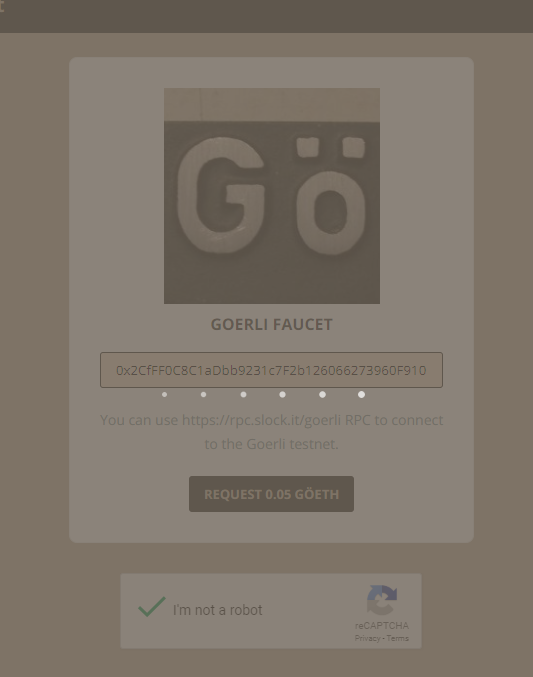 Gö
GOERLI FAUCET
0x2CfFF0C8C1aDbb9231c7F2b126066273960F910
You can use https://rpc.slock.it/goerli RPC to connect
to the Goerli testnet.
REQUEST 0.05 GÖETH
I'm not a robot
reCAPTCHA
Privacy - Terms